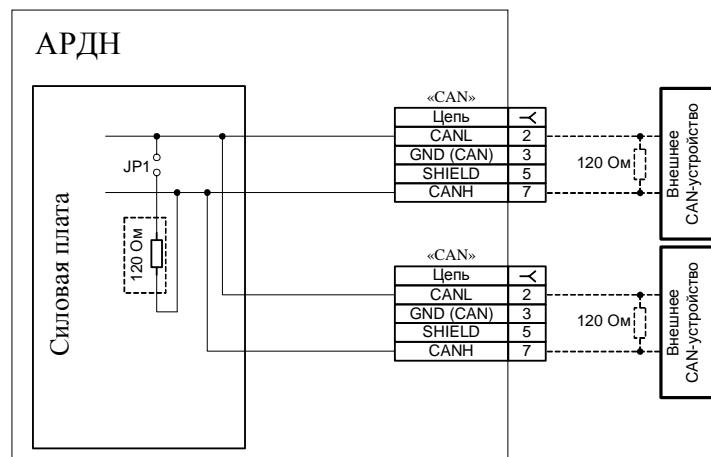 АРДН
«CAN»
Цепь
CANL 2
GND (CAN) 3
SHIELD 5
CANH 7
120 Ом
Внешнее
CAN-устройство
JP1
120 Ом
Силовая плата
«CAN»
Цепь
CANL 2
GND (CAN) 3
SHIELD 5
CANH 7
120 Ом
Внешнее
CAN-устройство